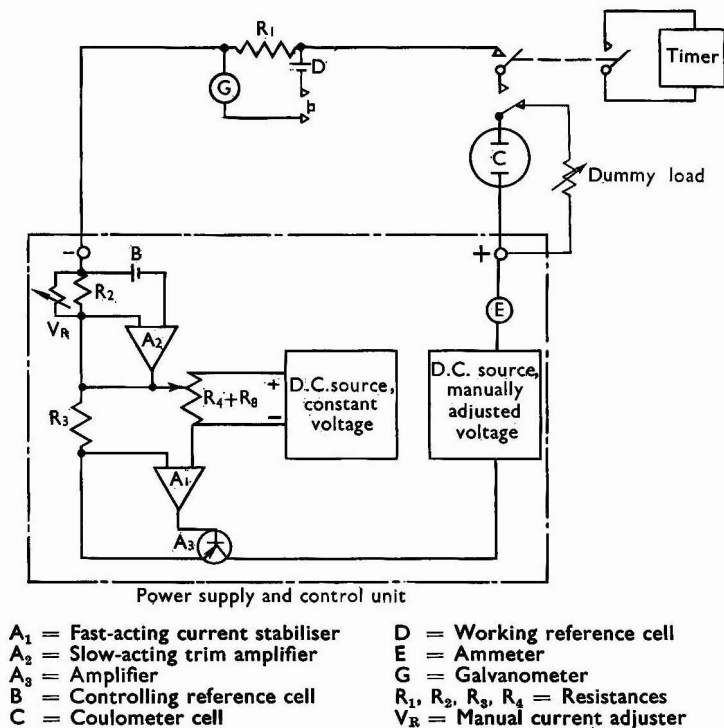 R₁
D
G
Timer
C
Dummy load
-
B
+
R₂
E
V_R
A₂
+
R₄+R₈
-
D.C. source,
constant
voltage
D.C. source,
manually
adjusted
voltage
R₃
A₁
A₃
Power supply and control unit
A₁ = Fast-acting current stabiliser
A₂ = Slow-acting trim amplifier
A₃ = Amplifier
B = Controlling reference cell
C = Coulometer cell
D = Working reference cell
E = Ammeter
G = Galvanometer
R₁, R₂, R₃, R₄ = Resistances
V_R = Manual current adjuster